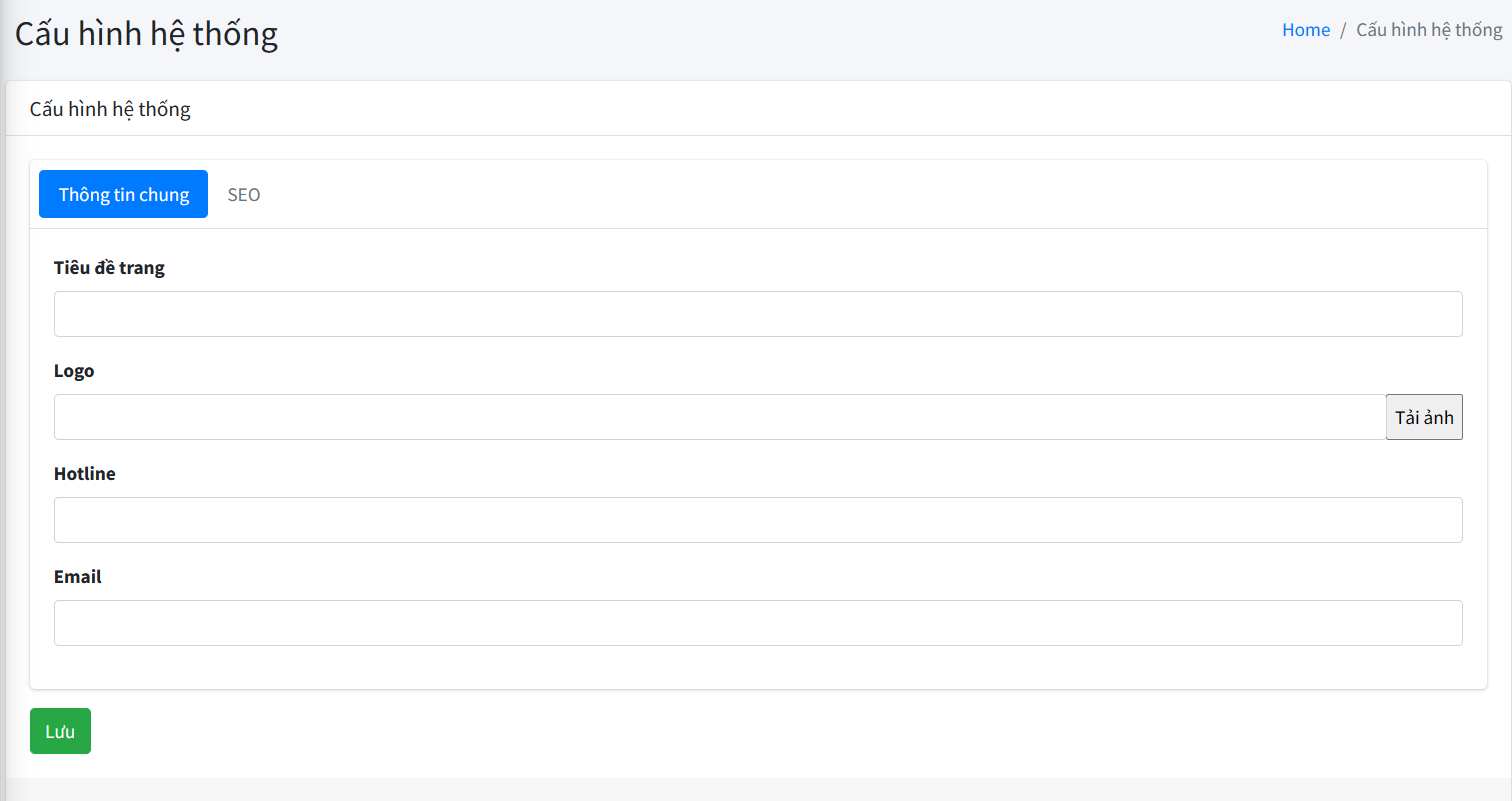 Cấu hình hệ thống
Home / Cấu hình hệ thống
Cấu hình hệ thống
Thông tin chung SEO
Tiêu đề trang
Logo
Tải ảnh
Hotline
Email
Lưu